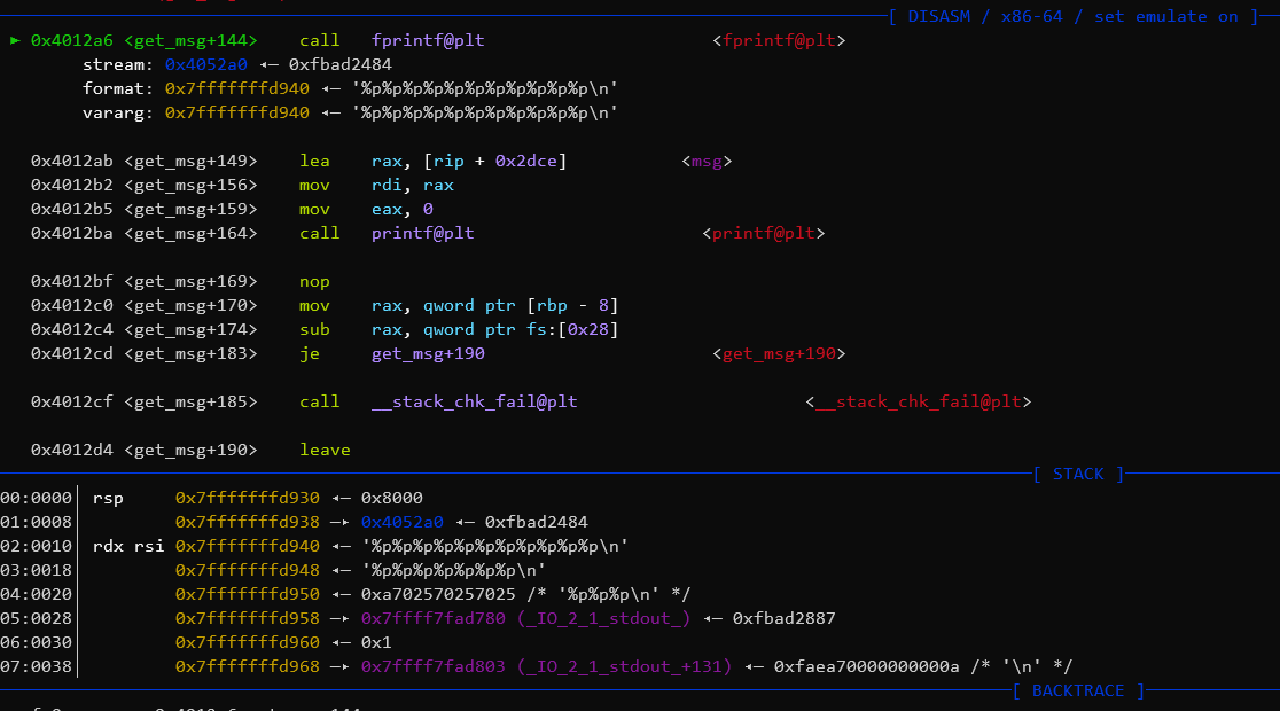 [ DISASM / x86-64 / set emulate on ]
► 0x4012a6 <get_msg+144> call fprintf@plt <fprintf@plt>
stream: 0x4052a0 ◂— 0xfbad2484
format: 0x7fffffffd940 ◂— '%p%p%p%p%p%p%p%p%p%p%p\n'
vararg: 0x7fffffffd940 ◂— '%p%p%p%p%p%p%p%p%p%p%p\n'
0x4012ab <get_msg+149> lea rax, [rip + 0x2dce] <msg>
0x4012b2 <get_msg+156> mov rdi, rax
0x4012b5 <get_msg+159> mov eax, 0
0x4012ba <get_msg+164> call printf@plt <printf@plt>
0x4012bf <get_msg+169> nop
0x4012c0 <get_msg+170> mov rax, qword ptr [rbp - 8]
0x4012c4 <get_msg+174> sub rax, qword ptr fs:[0x28]
0x4012cd <get_msg+183> je get_msg+190 <get_msg+190>
0x4012cf <get_msg+185> call __stack_chk_fail@plt <__stack_chk_fail@plt>
0x4012d4 <get_msg+190> leave
[ STACK ]
00:0000│ rsp 0x7fffffffd930 ◂— 0x8000
01:0008│ 0x7fffffffd938 —▸ 0x4052a0 ◂— 0xfbad2484
02:0010│ rdx rsi 0x7fffffffd940 ◂— '%p%p%p%p%p%p%p%p%p%p%p\n'
03:0018│ 0x7fffffffd948 ◂— '%p%p%p%p%p%p%p\n'
04:0020│ 0x7fffffffd950 ◂— 0xa702570257025 /* '%p%p%p\n' */
05:0028│ 0x7fffffffd958 —▸ 0x7ffff7fad780 (_IO_2_1_stdout_) ◂— 0xfbad2887
06:0030│ 0x7fffffffd960 ◂— 0x1
07:0038│ 0x7fffffffd968 —▸ 0x7ffff7fad803 (_IO_2_1_stdout_+131) ◂— 0xfaea70000000000a /* '\n' */
[ BACKTRACE ]